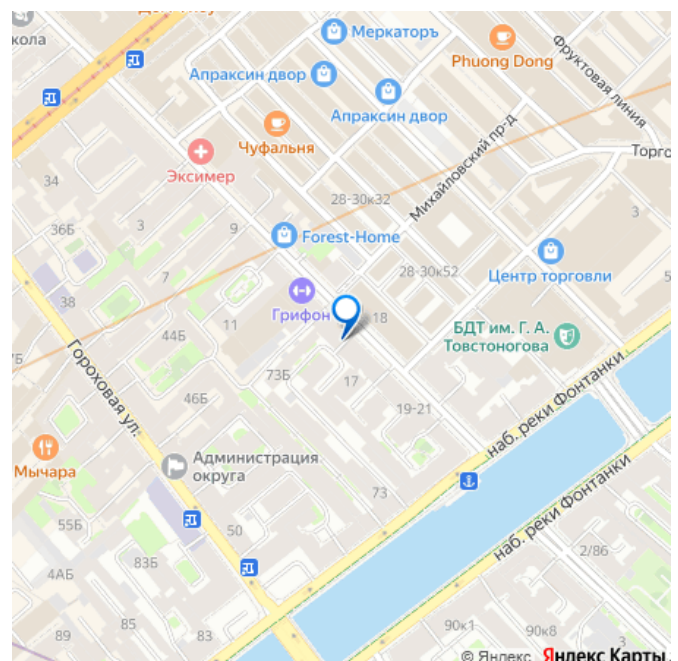 кола
Меркаторъ
Phuong Dong
Апраксин двор
Фруктовая линия
Апраксин двор
Чуфальня
Михайловский пр-д
Эксимер
34
28-30к32
3
36Б
3
9
Forest-Home
28-30к52
Центр торговли
5
7
38
Грифон
18
БДТ им. Г. А.
Товстоногова
11
44Б
Гороховая ул.
73Б
17
46Б
19-21
наб. реки Фонтанки
Мычара
Администрация
округа
73
наб. реки Фонтанки
55Б
50
2/86
4АБ
83Б
89
85
83
90к1
90к8
© Яндекс
Яндекс Карты